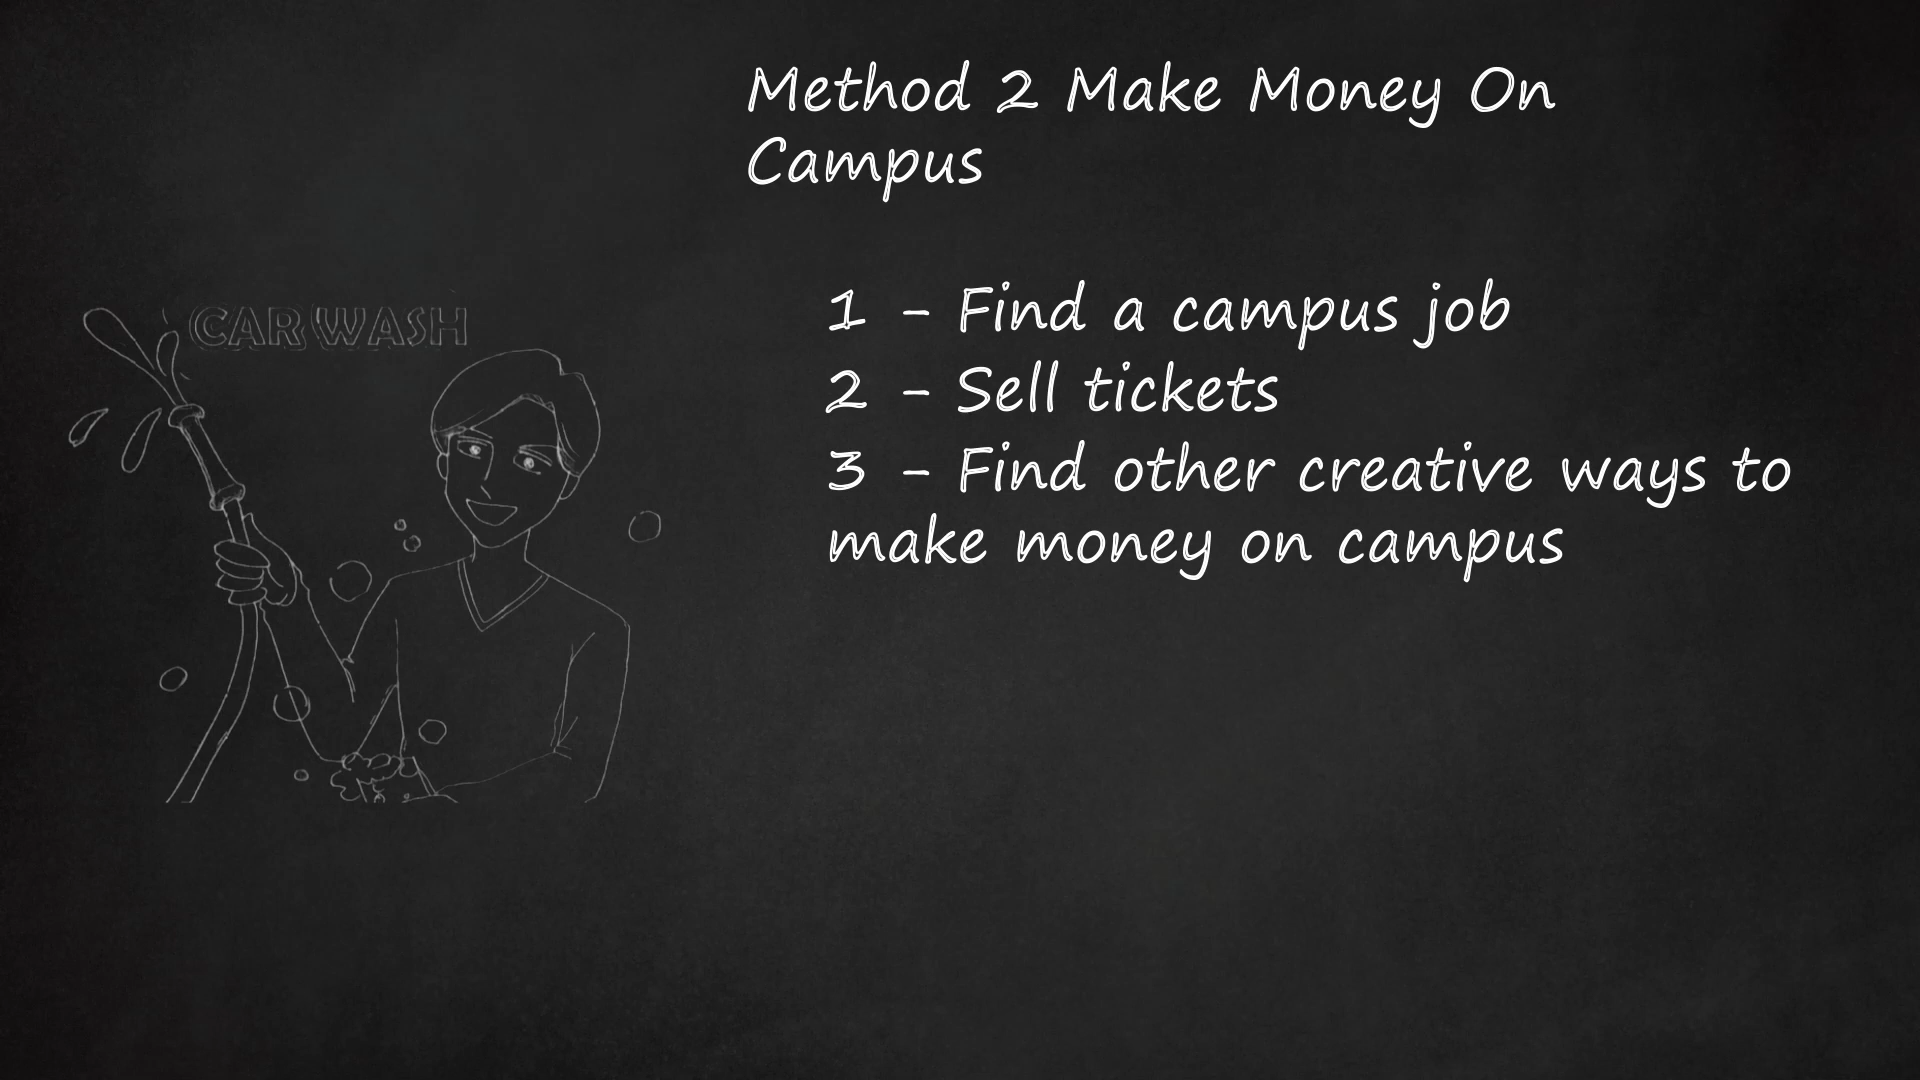 Method 2 Make Money On
Campus
1 - Find a campus job
2 - Sell tickets
3 - Find other creative ways to
make money on campus
CAR WASH